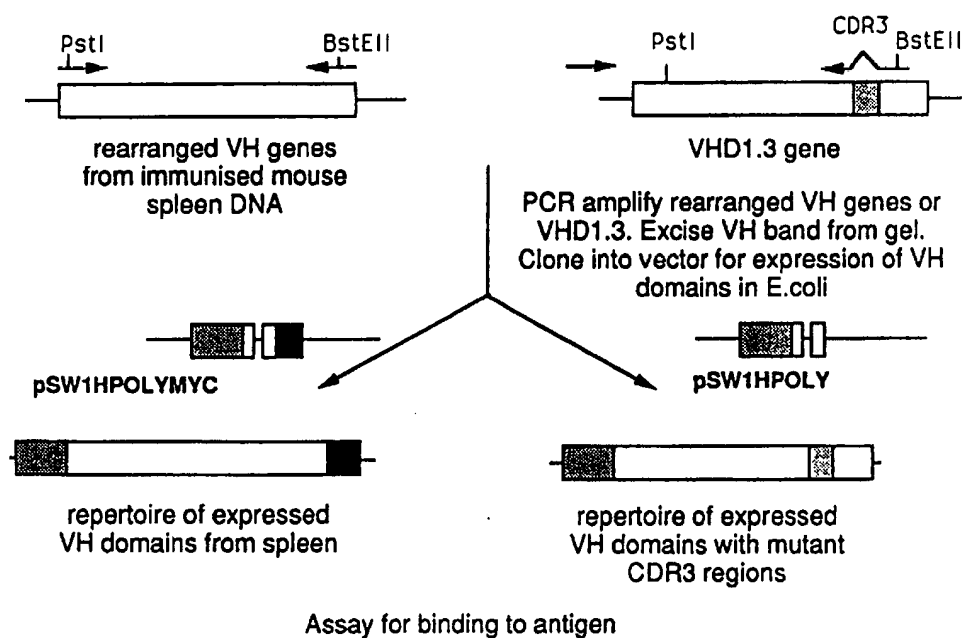 PstI
BstEII
rearranged VH genes
from immunised mouse
spleen DNA
CDR3
PstI
BstEII
VHD1.3 gene
PCR amplify rearranged VH genes or
VHD1.3. Excise VH band from gel.
Clone into vector for expression of VH
domains in E.coli
pSW1HPOLYMYC
pSW1HPOLY
repertoire of expressed
VH domains from spleen
repertoire of expressed
VH domains with mutant
CDR3 regions
Assay for binding to antigen